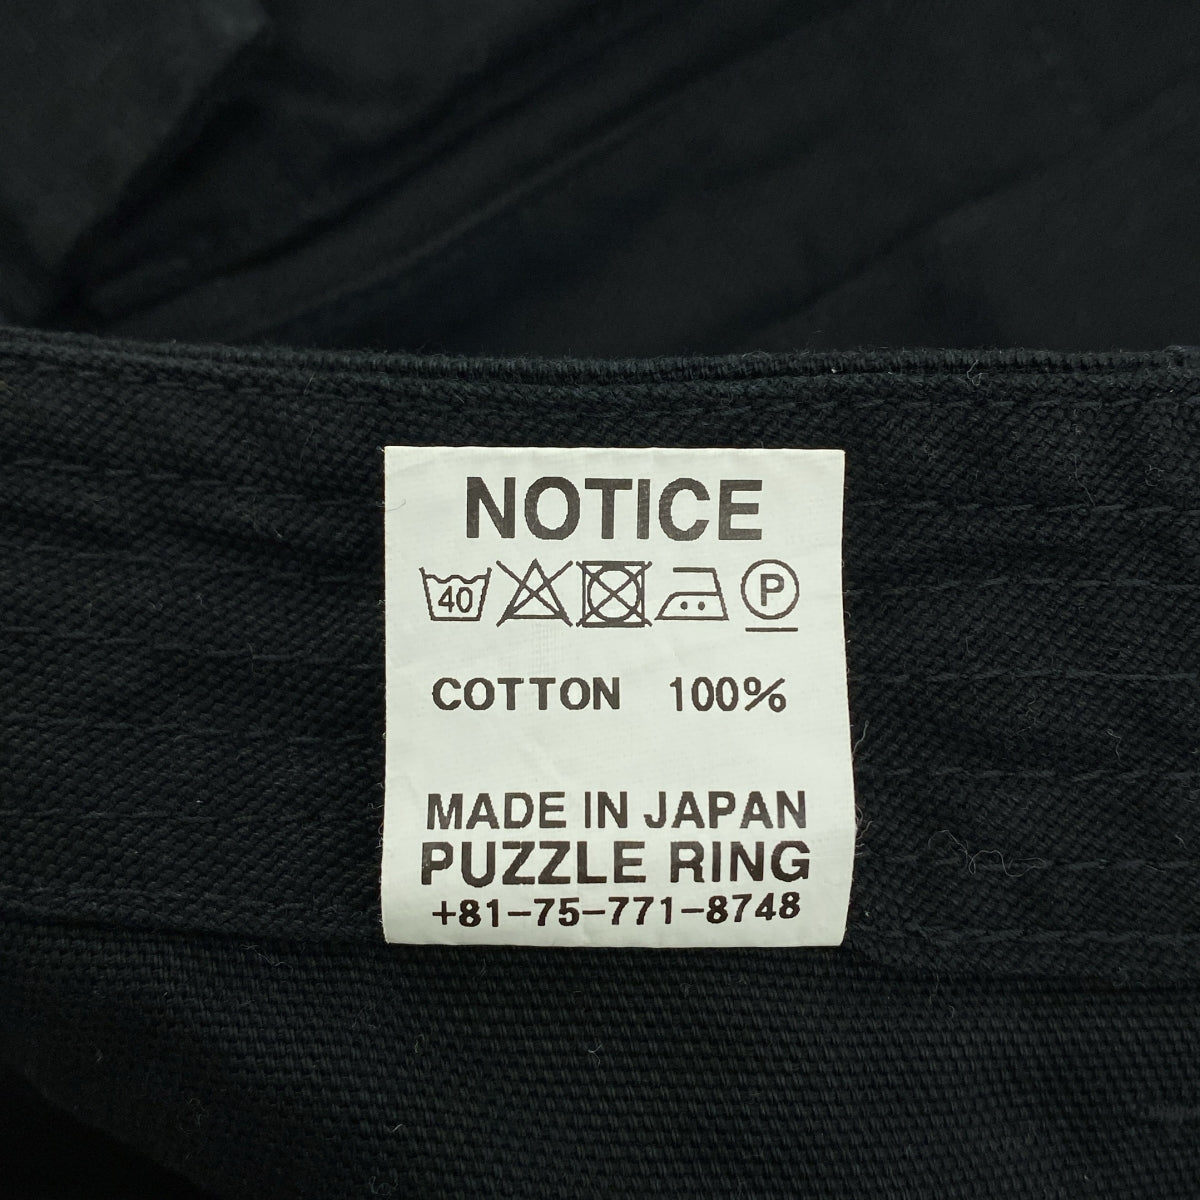 NOTICE
40 P
COTTON 100%
MADE IN JAPAN
PUZZLE RING
+81-75-771-8748